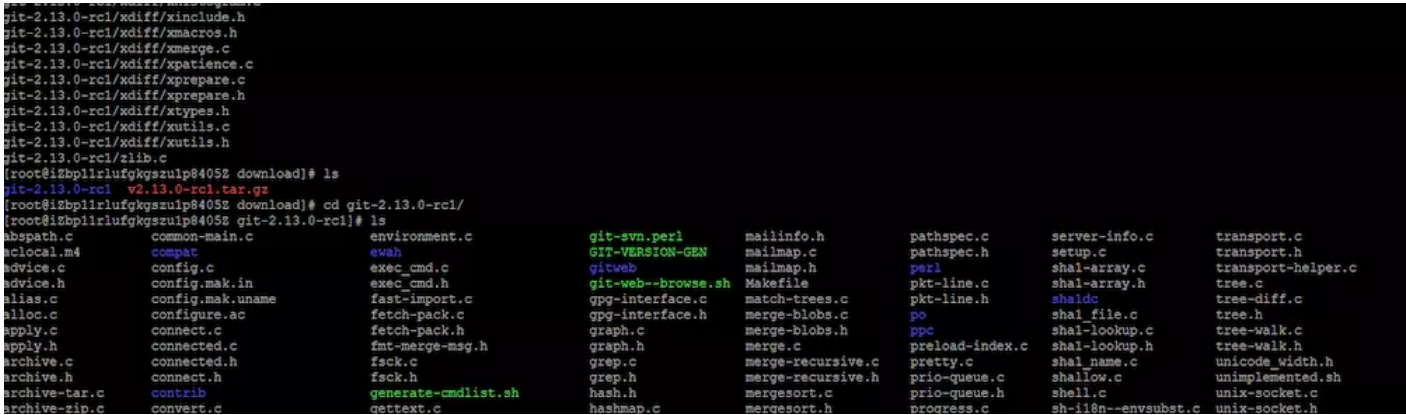 git-2.13.0-rc1/xdiff/xinclude.h
git-2.13.0-rc1/xdiff/xmacros.h
git-2.13.0-rc1/xdiff/xmerge.c
git-2.13.0-rc1/xdiff/xpatience.c
git-2.13.0-rc1/xdiff/xprepare.c
git-2.13.0-rc1/xdiff/xprepare.h
git-2.13.0-rc1/xdiff/xtypes.h
git-2.13.0-rc1/xdiff/xutils.c
git-2.13.0-rc1/xdiff/xutils.h
git-2.13.0-rc1/zlib.c
[root@iZbp11rlufgkgszu1p8405Z download]# ls
git-2.13.0-rc1 v2.13.0-rc1.tar.gz
[root@iZbp11rlufgkgszu1p8405Z download]# cd git-2.13.0-rc1/
[root@iZbp11rlufgkgszu1p8405Z git-2.13.0-rc1]# ls
abspath.c common-main.c environment.c git-svn.perl mailinfo.h pathspec.c server-info.c transport.c
aclocal.m4 compat ewah GIT-VERSION-GEN mailmap.c pathspec.h setup.c transport.h
advice.c config.c exec_cmd.c gitweb mailmap.h perl sha1-array.c transport-helper.c
advice.h config.mak.in exec_cmd.h git-web--browse.sh Makefile pkt-line.c sha1-array.h tree.c
alias.c config.mak.uname fast-import.c gpg-interface.c match-trees.c pkt-line.h sha1dc tree-diff.c
alloc.c configure.ac fetch-pack.c gpg-interface.h merge-blobs.c po sha1_file.c tree.h
apply.c connect.c fetch-pack.h graph.c merge-blobs.h ppc sha1-lookup.c tree-walk.c
apply.h connected.c fmt-merge-msg.h graph.h merge.c preload-index.c sha1-lookup.h tree-walk.h
archive.c connected.h fsck.c grep.c merge-recursive.c pretty.c sha1_name.c unicode_width.h
archive.h connect.h fsck.h grep.h merge-recursive.h prio-queue.c shallow.c unimplemented.sh
archive-tar.c contrib generate-cmdlist.sh hash.h mergesort.c prio-queue.h shell.c unix-socket.c
archive-zip.c convert.c gettext.c hashmap.c mergesort.h progress.c sh-i18n--envsubst.c unix-socket.h